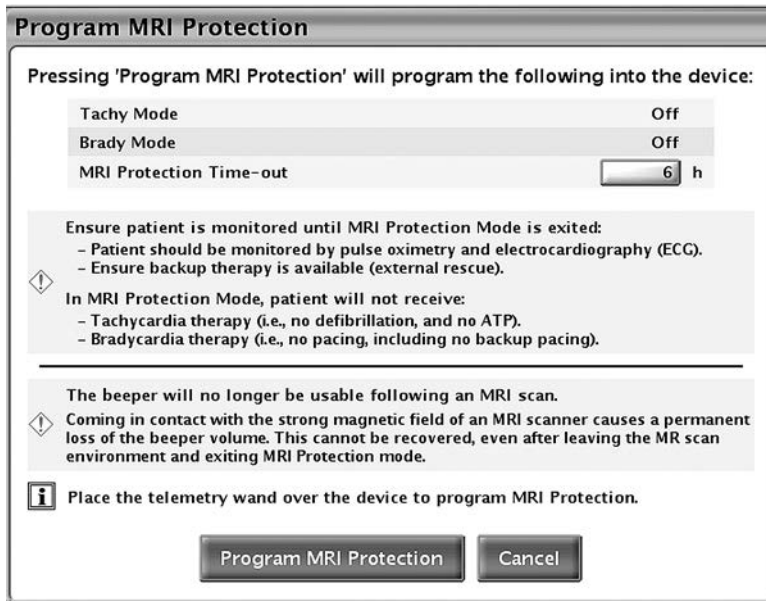 Program MRI Protection
Pressing 'Program MRI Protection' will program the following into the device:
Tachy Mode Off
Brady Mode Off
MRI Protection Time-out 6 h
Ensure patient is monitored until MRI Protection Mode is exited:
– Patient should be monitored by pulse oximetry and electrocardiography (ECG).
– Ensure backup therapy is available (external rescue).
In MRI Protection Mode, patient will not receive:
– Tachycardia therapy (i.e., no defibrillation, and no ATP).
– Bradycardia therapy (i.e., no pacing, including no backup pacing).
The beeper will no longer be usable following an MRI scan.
Coming in contact with the strong magnetic field of an MRI scanner causes a permanent
loss of the beeper volume. This cannot be recovered, even after leaving the MR scan
environment and exiting MRI Protection mode.
Place the telemetry wand over the device to program MRI Protection.
Program MRI Protection Cancel